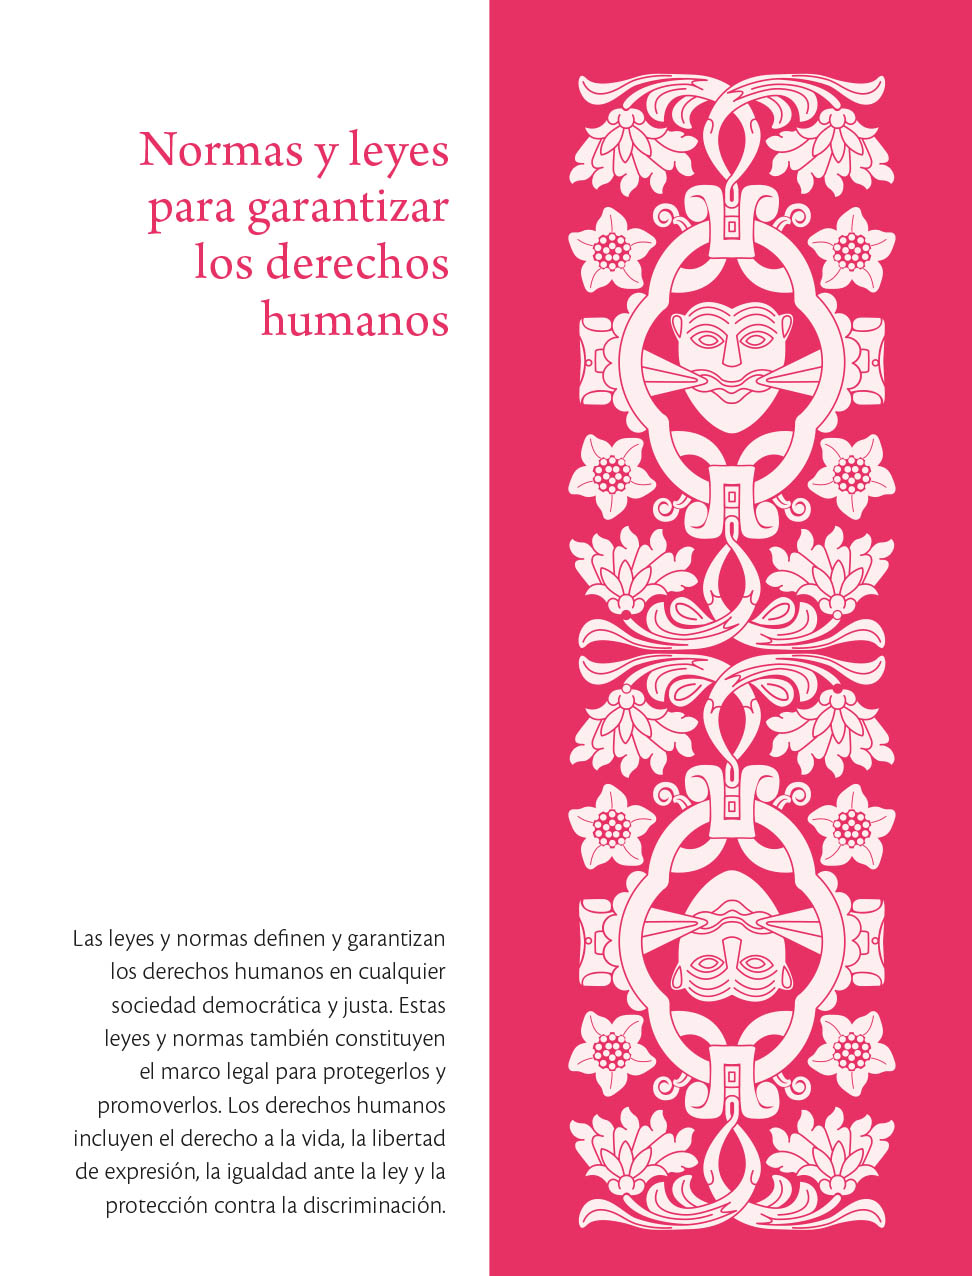 Normas y leyes
para garantizar
los derechos
humanos
Las leyes y normas definen y garantizan
los derechos humanos en cualquier
sociedad democrática y justa. Estas
leyes y normas también constituyen
el marco legal para protegerlos y
promoverlos. Los derechos humanos
incluyen el derecho a la vida, la libertad
de expresión, la igualdad ante la ley y la
protección contra la discriminación.